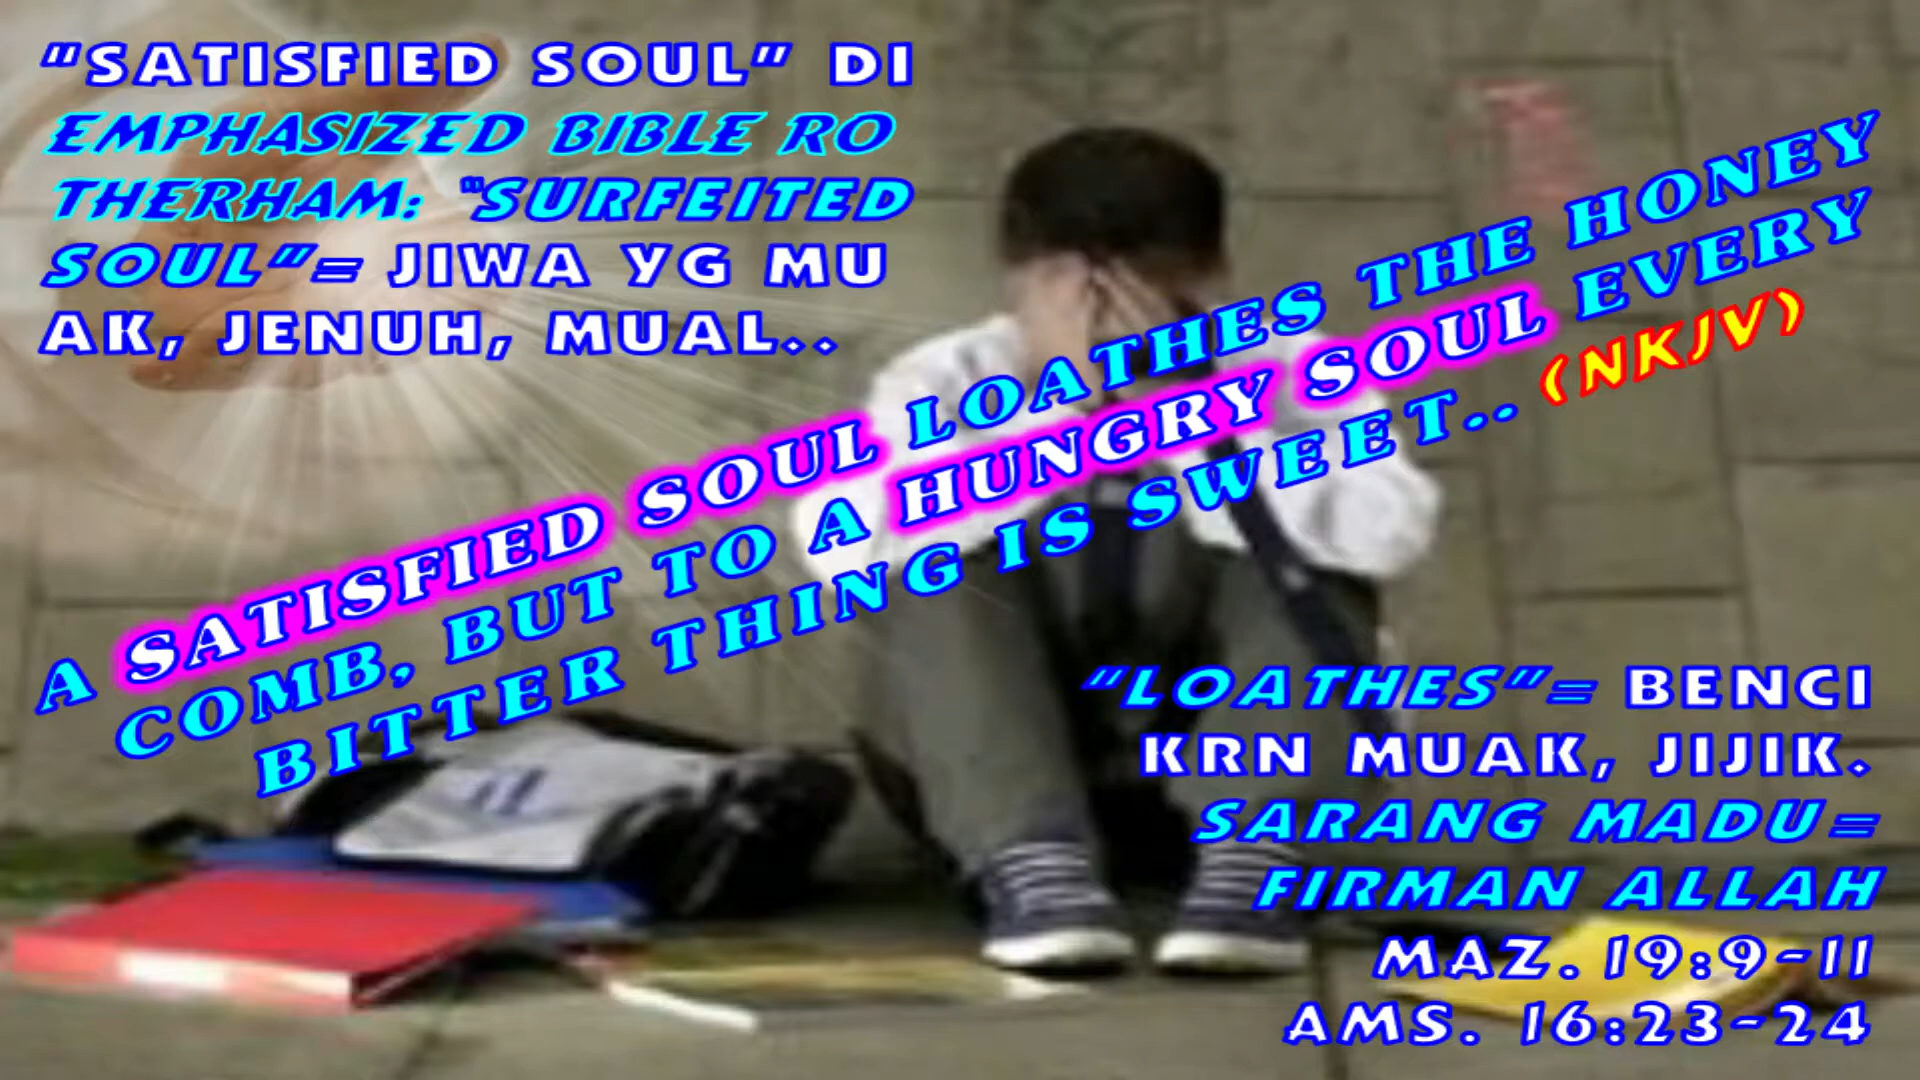 "SATISFIED SOUL" DI
EMPHASIZED BIBLE RO
THERHAM: "SURFEITED
SOUL"= JIWA YG MU
AK, JENUH, MUAL..
A SATISFIED SOUL LOATHES THE HONEY
COMB, BUT TO A HUNGRY SOUL EVERY
BITTER THING IS SWEET.. (NKJV)
"LOATHES"= BENCI
KRN MUAK, JIJIK.
SARANG MADU=
FIRMAN ALLAH
MAZ. 19:9-11
AMS. 16:23-24